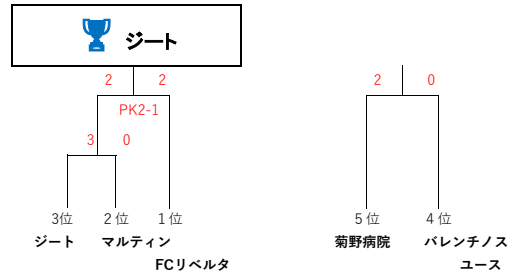 ジート
2 2 2 0
PK2-1
3 0
3位 2位 1位 5位 4位
ジート マルティン 菊野病院 バレンチノス
FCリベルタ ユース